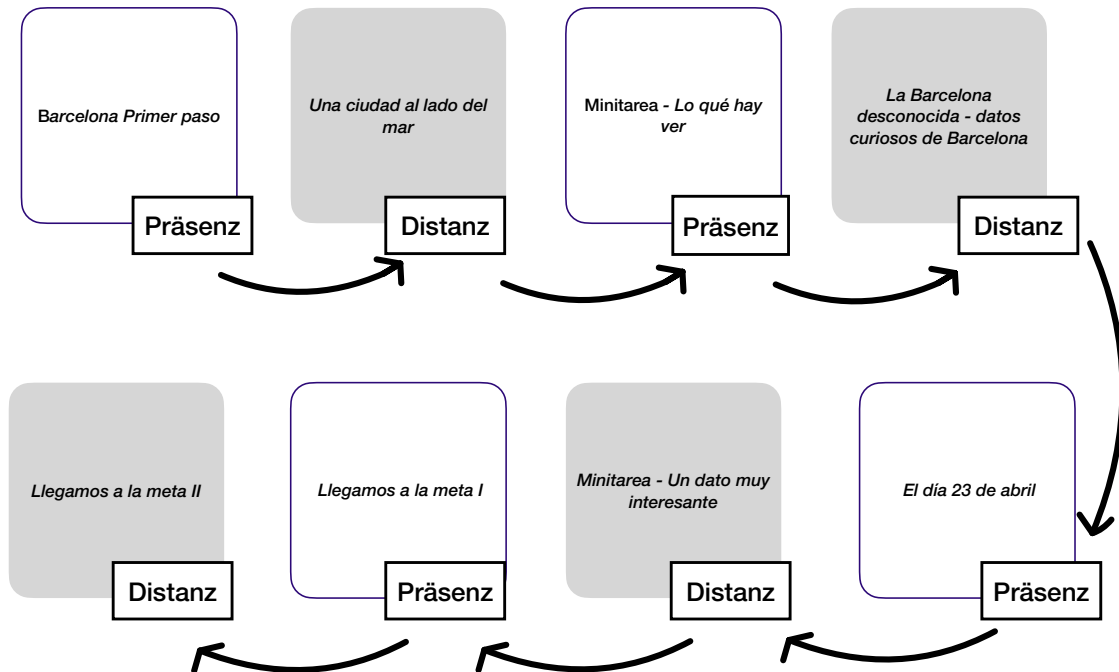 Barcelona Primer paso
Präsenz
Una ciudad al lado del
mar
Distanz
Minitarea - Lo qué hay
ver
Präsenz
La Barcelona
desconocida - datos
curiosos de Barcelona
Distanz
El día 23 de abril
Präsenz
Minitarea - Un dato muy
interesante
Distanz
Llegamos a la meta I
Präsenz
Llegamos a la meta II
Distanz